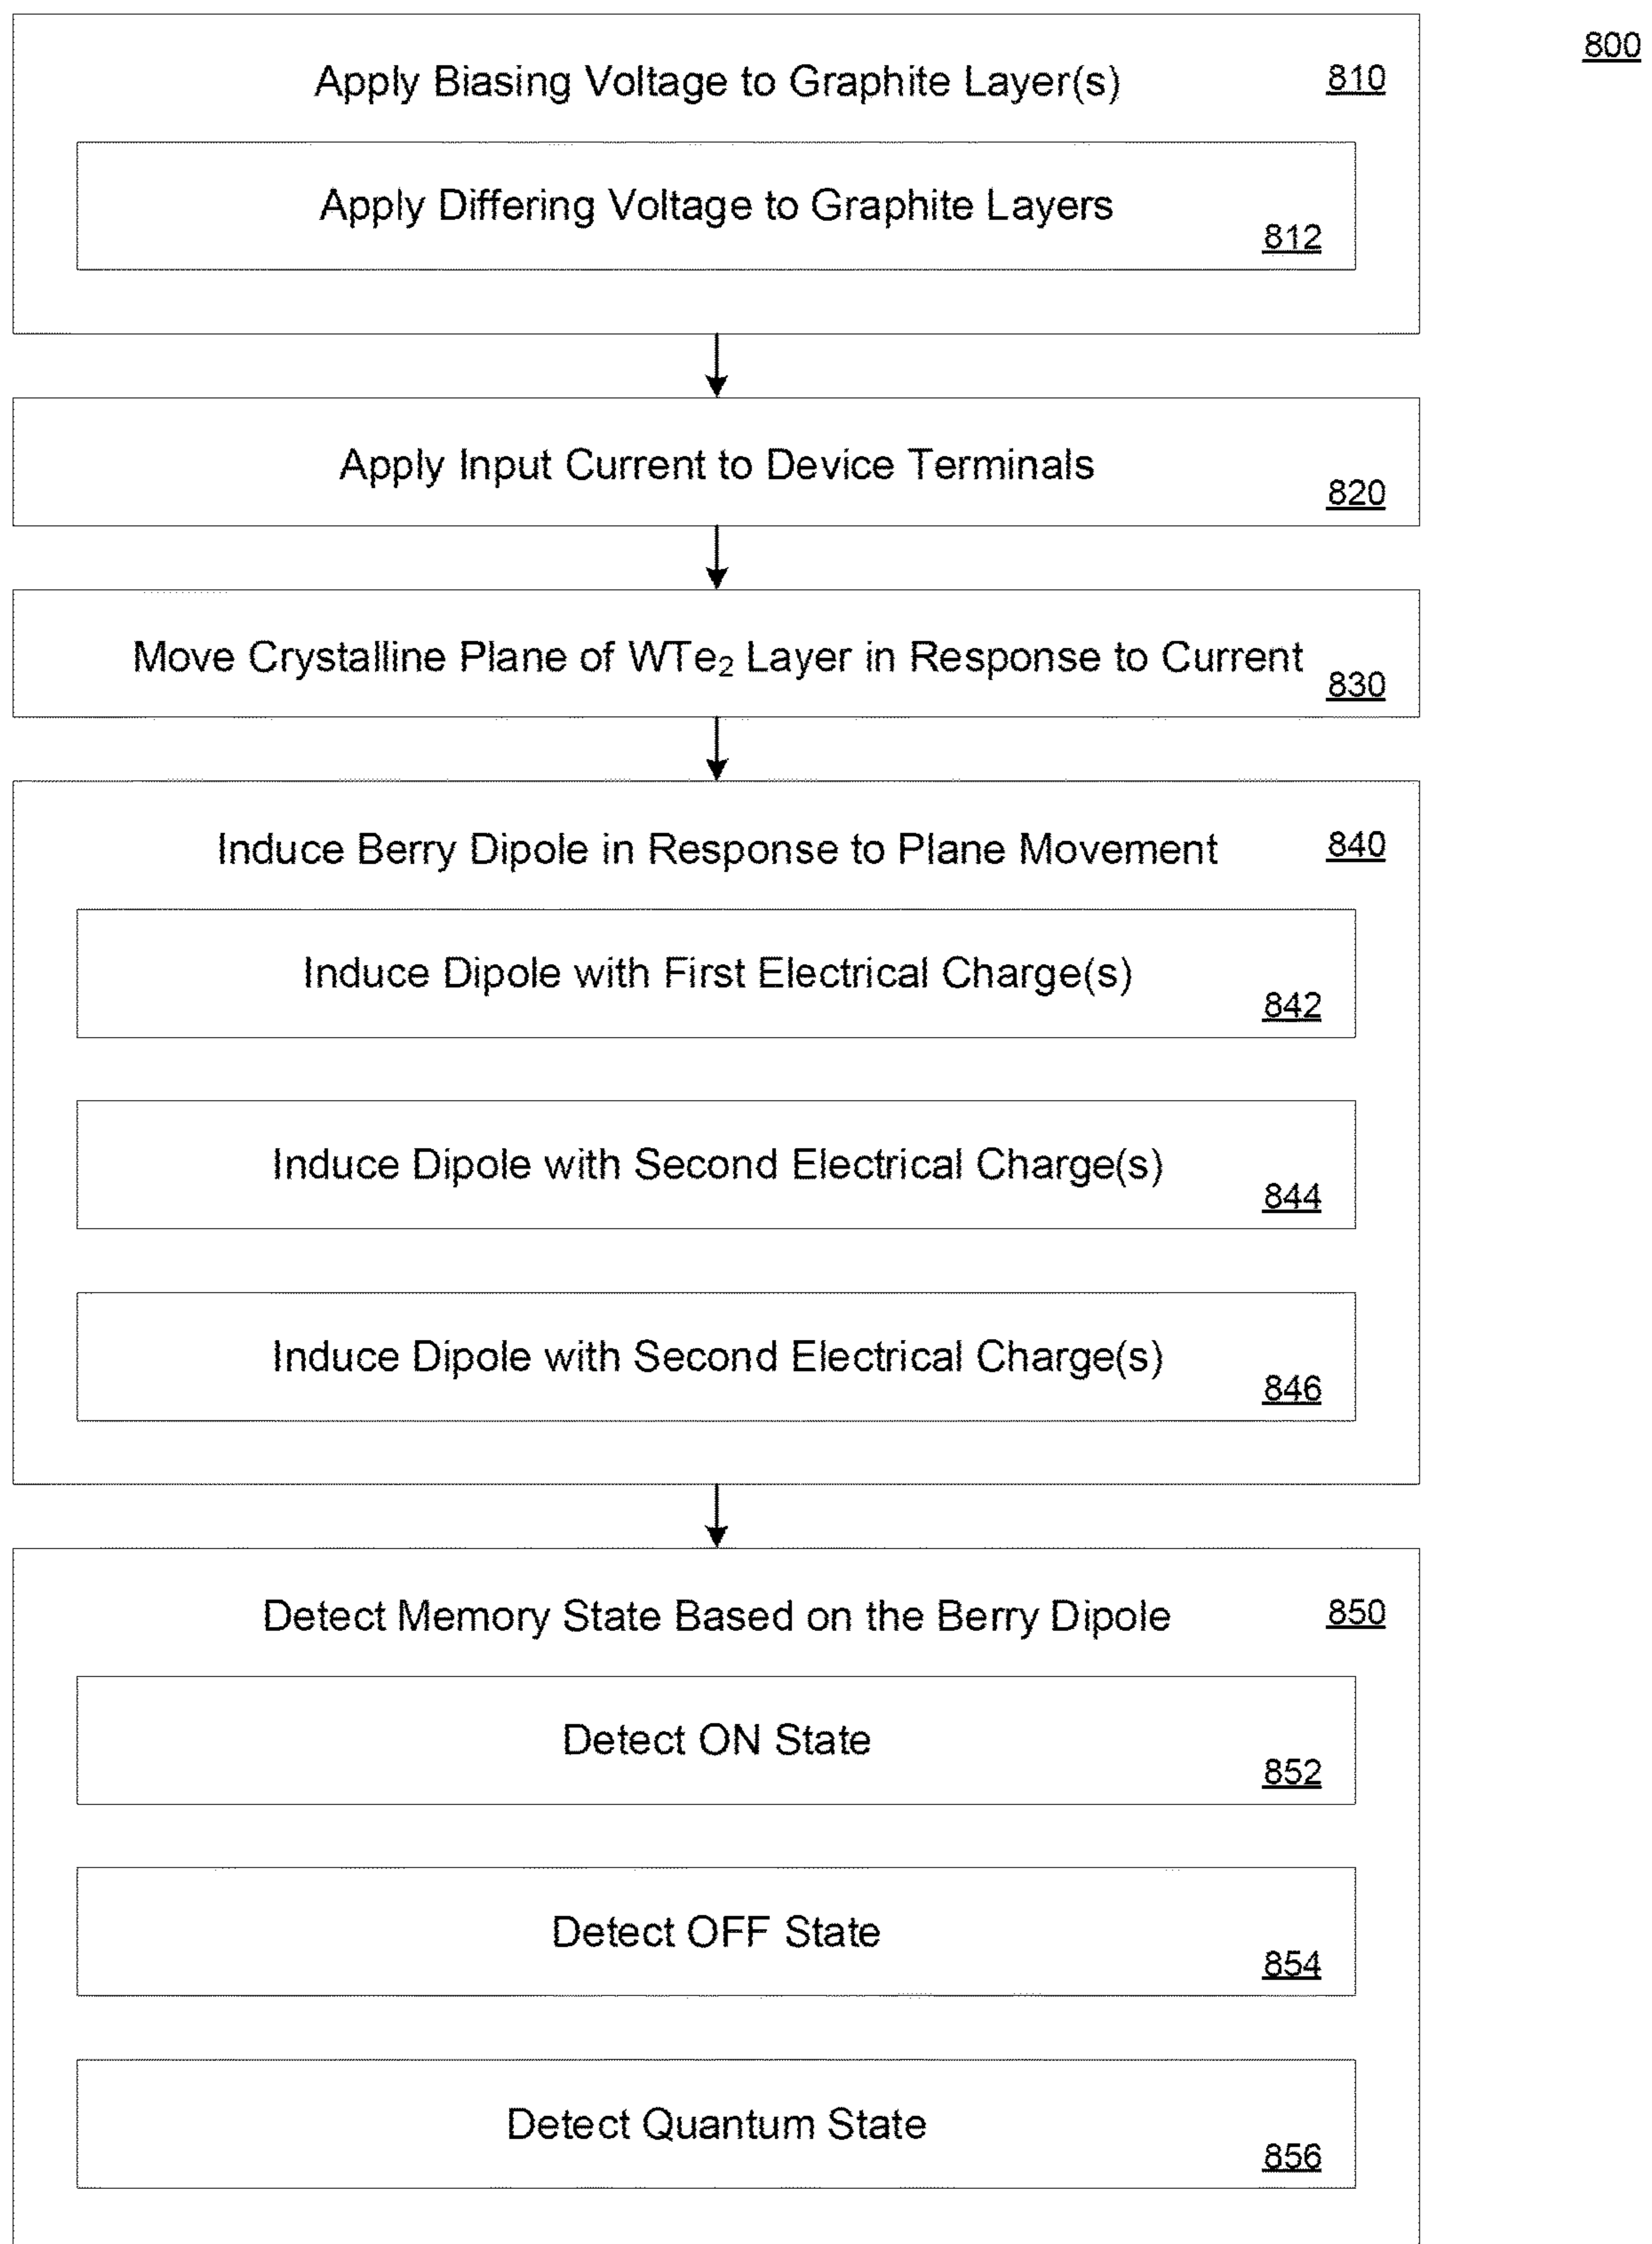 800
Apply Biasing Voltage to Graphite Layer(s) 810
Apply Differing Voltage to Graphite Layers
812
Apply Input Current to Device Terminals
820
Move Crystalline Plane of WTe₂ Layer in Response to Current
830
Induce Berry Dipole in Response to Plane Movement 840
Induce Dipole with First Electrical Charge(s)
842
Induce Dipole with Second Electrical Charge(s)
844
Induce Dipole with Second Electrical Charge(s)
846
Detect Memory State Based on the Berry Dipole 850
Detect ON State
852
Detect OFF State
854
Detect Quantum State
856